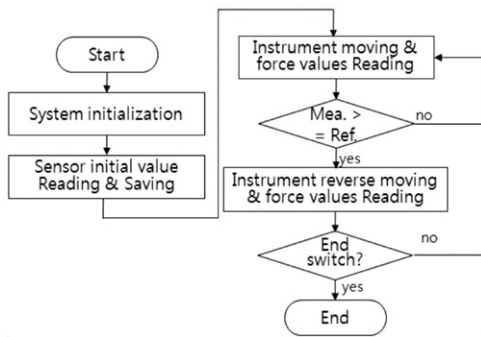 Start
System initialization
Sensor initial value
Reading & Saving
Instrument moving &
force values Reading
Mea. >
= Ref.
no
yes
Instrument reverse moving
& force values Reading
End
switch?
no
yes
End